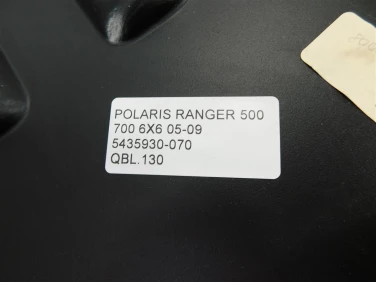 POLARIS RANGER 500
700 6X6 05-09
5435930-070
QBL.130